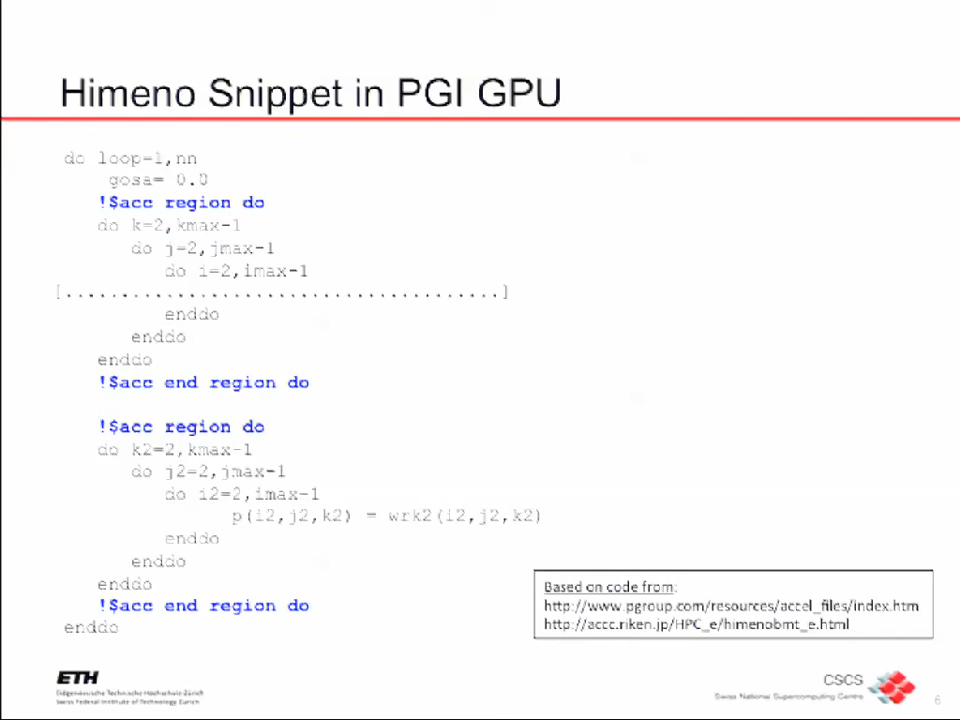 Himeno Snippet in PGI GPU
do loop=1,nn
gosa= 0.0
!$acc region do
do k=2,kmax-1
do j=2,jmax-1
do i=2,imax-1
[.......................................]
enddo
enddo
enddo
!$acc end region do
!$acc region do
do k2=2,kmax-1
do j2=2,jmax-1
do i2=2,imax-1
p(i2,j2,k2) = wrk2(i2,j2,k2)
enddo
enddo
enddo
!$acc end region do
enddo
Based on code from:
http://www.pgroup.com/resources/accel_files/index.htm
http://accc.riken.jp/HPC_e/himenobmt_e.html
ETH
Eidgenössische Technische Hochschule Zürich
Swiss Federal Institute of Technology Zurich
CSCS
Swiss National Supercomputing Centre
6